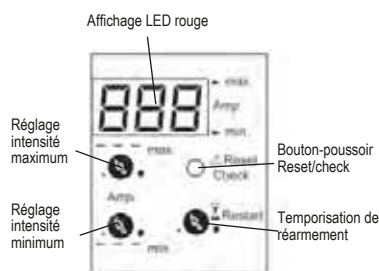 Affichage LED rouge
888
max.
Amp.
min.
Réglage
intensité
maximum
max.
Reset
Check
Bouton-poussoir
Reset/check
Amp.
Réglage
intensité
minimum
Restart
Temporisation de
réarmement
min